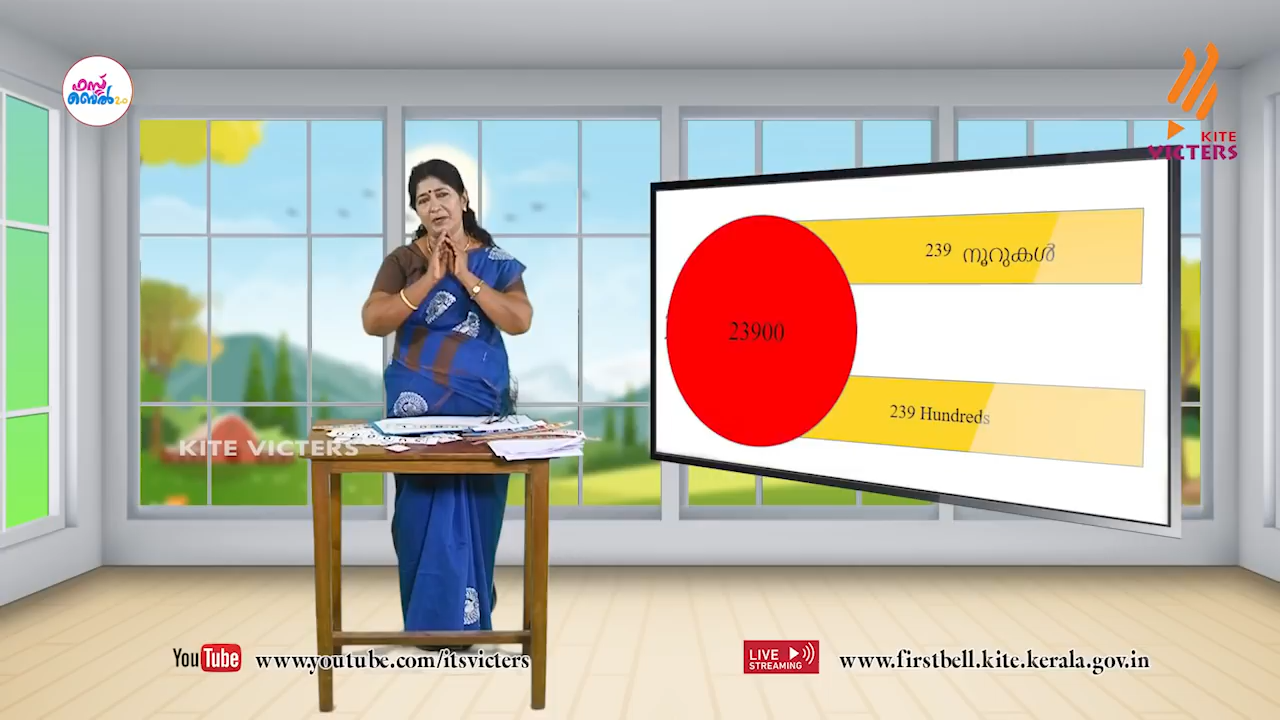 ഫസ്റ്റ്
ബെൽ 2.0
KITE
VICTERS
239 നൂറുകൾ
23900
239 Hundreds
KITE VICTERS
YouTube www.youtube.com/itsvicters
LIVE STREAMING www.firstbell.kite.kerala.gov.in